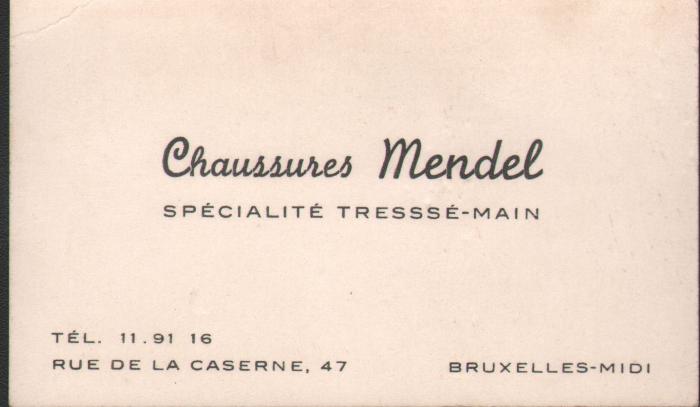 Chaussures Mendel
SPÉCIALITÉ TRESSSÉ-MAIN
TÉL. 11.91 16
RUE DE LA CASERNE, 47
BRUXELLES-MIDI